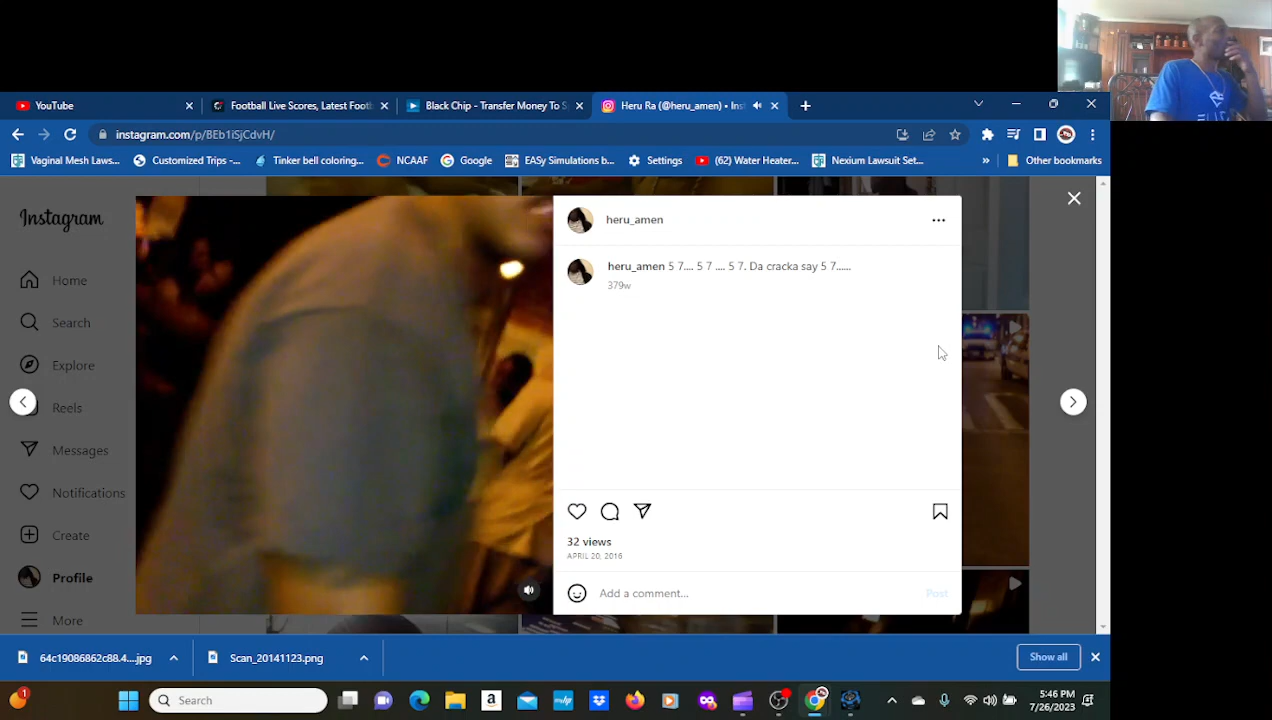 YouTube
Football Live Scores, Latest Footb
Black Chip - Transfer Money To S
Heru Ra (@heru_amen) • Ins
instagram.com/p/BEb1iSjCdvH/
Vaginal Mesh Laws...
Customized Trips -...
Tinker bell coloring...
NCAAF
Google
EASy Simulations b...
Settings
(62) Water Heater...
Nexium Lawsuit Set...
»
Other bookmarks
Instagram
Home
Search
Explore
Reels
Messages
Notifications
Create
Profile
More
heru_amen
heru_amen 5 7.... 5 7 .... 5 7. Da cracka say 5 7......
379w
32 views
APRIL 20, 2016
Add a comment...
Post
64c19086862c88.4....jpg
Scan_20141123.png
Show all
1
Search
5:46 PM
7/26/2023